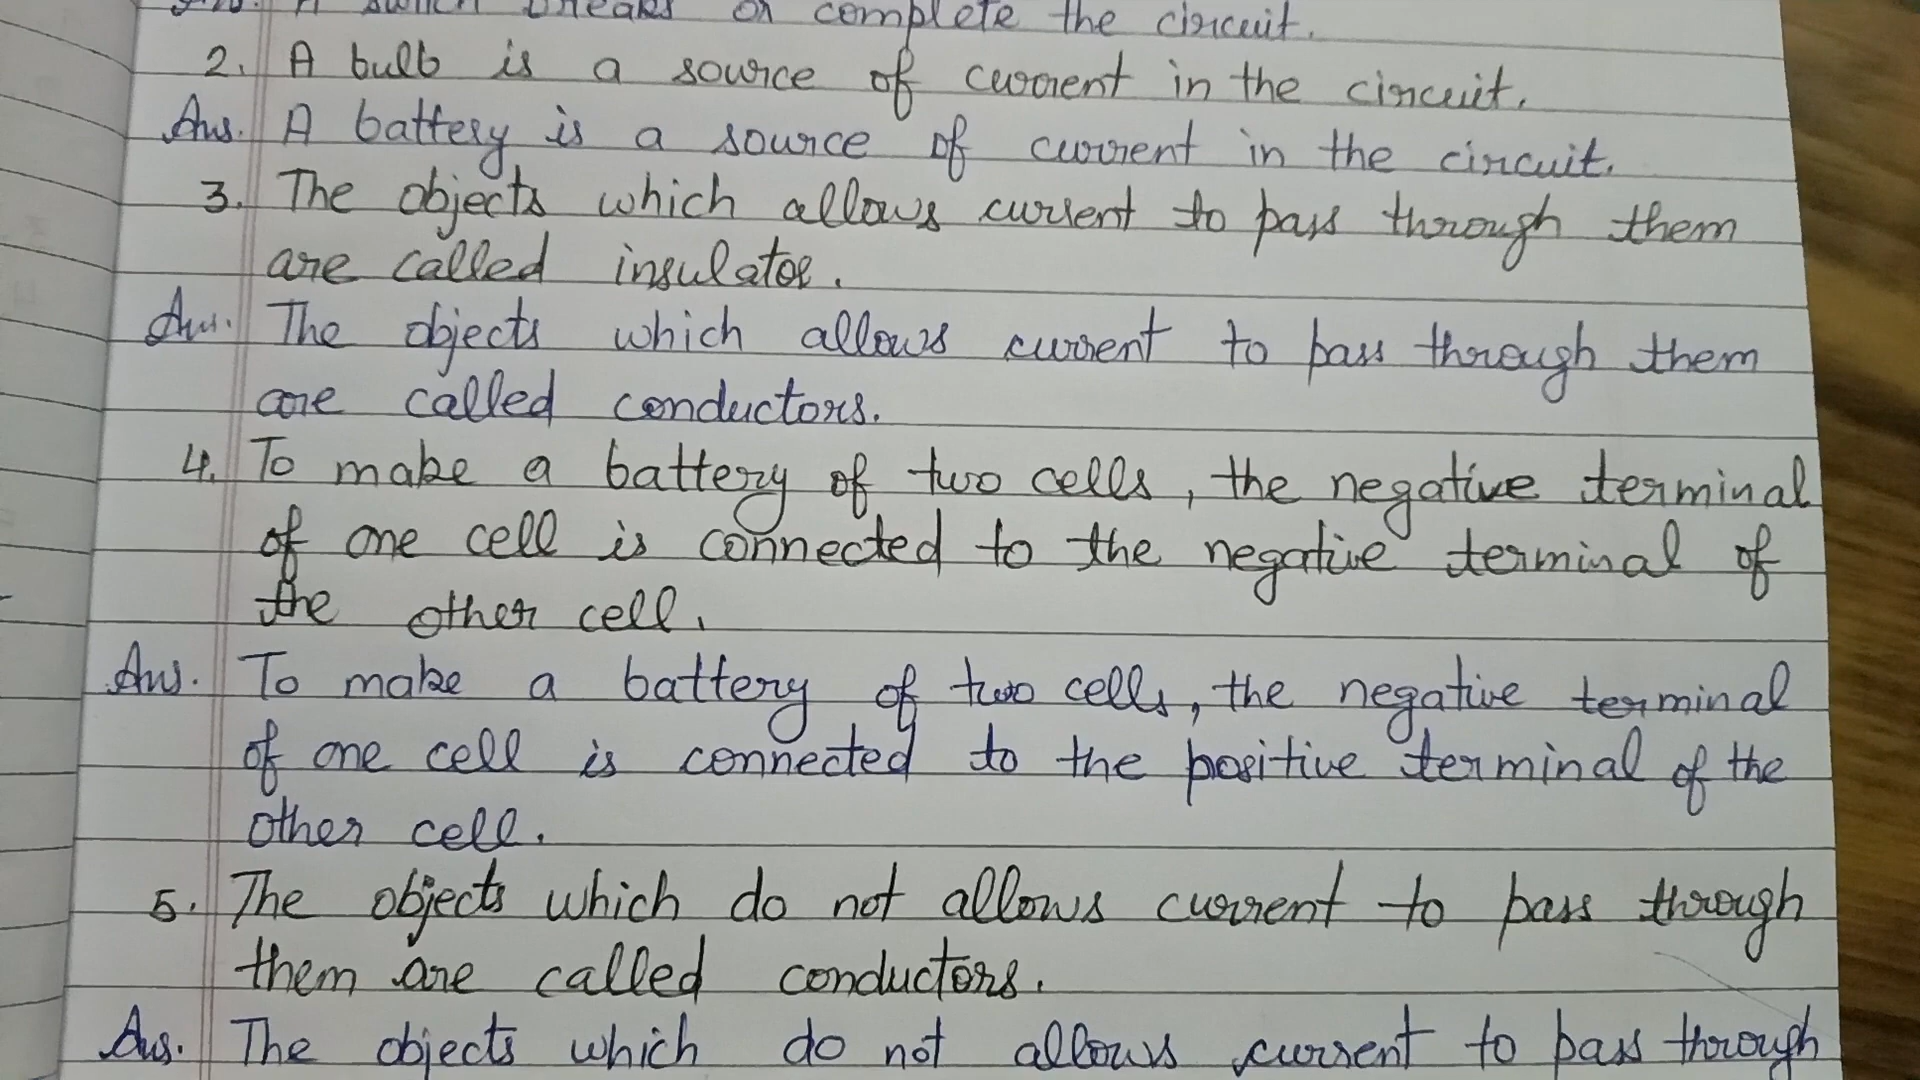 A switch breaks or complete the circuit.
2. A bulb is a source of current in the circuit.
Ans. A battery is a source of current in the circuit.
3. The objects which allows current to pass through them
are called insulator.
Ans. The objects which allows current to pass through them
are called conductors.
4. To make a battery of two cells, the negative terminal
of one cell is connected to the negative terminal of
the other cell.
Ans. To make a battery of two cells, the negative terminal
of one cell is connected to the positive terminal of the
other cell.
5. The objects which do not allows current to pass through
them are called conductors.
Ans. The objects which do not allows current to pass through